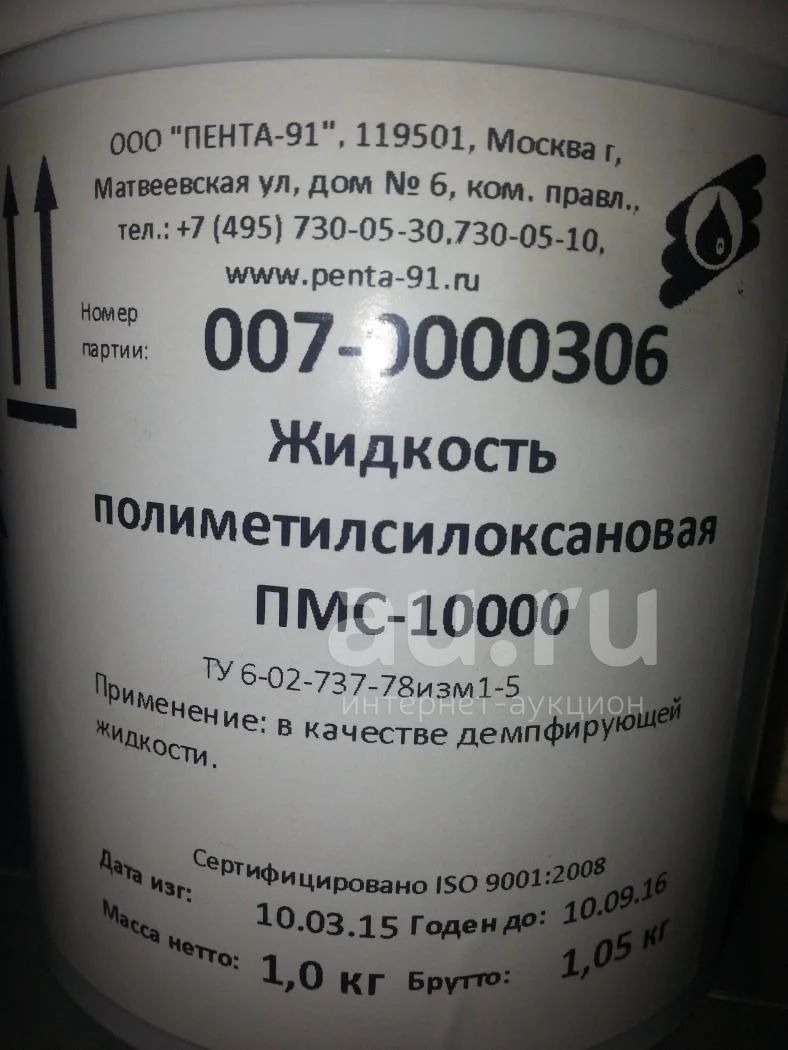 ООО "ПЕНТА-91", 119501, Москва г,
Матвеевская ул, дом № 6, ком. правл.,
тел.: +7 (495) 730-05-30,730-05-10,
www.penta-91.ru
Номер
партии:
007-0000306
Жидкость
полиметилсилоксановая
ПМС-10000
au.ru
ТУ 6-02-737-78изм1-5
интернет-аукцион
Применение: в качестве демпфирующей
жидкости.
Сертифицировано ISO 9001:2008
Дата изг: 10.03.15 Годен до: 10.09.16
Масса нетто: 1,0 кг Брутто: 1,05 кг